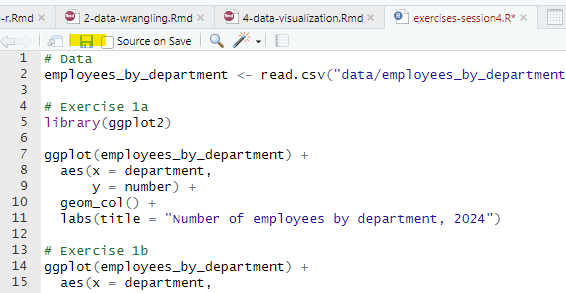 -r.Rmd 2-data-wrangling.Rmd 4-data-visualization.Rmd exercises-session4.R*
Source on Save
1 # Data
2 employees_by_department <- read.csv("data/employees_by_department
3
4 # Exercise 1a
5 library(ggplot2)
6
7 ggplot(employees_by_department) +
8 aes(x = department,
9 y = number) +
10 geom_col() +
11 labs(title = "Number of employees by department, 2024")
12
13 # Exercise 1b
14 ggplot(employees_by_department) +
15 aes(x = department,